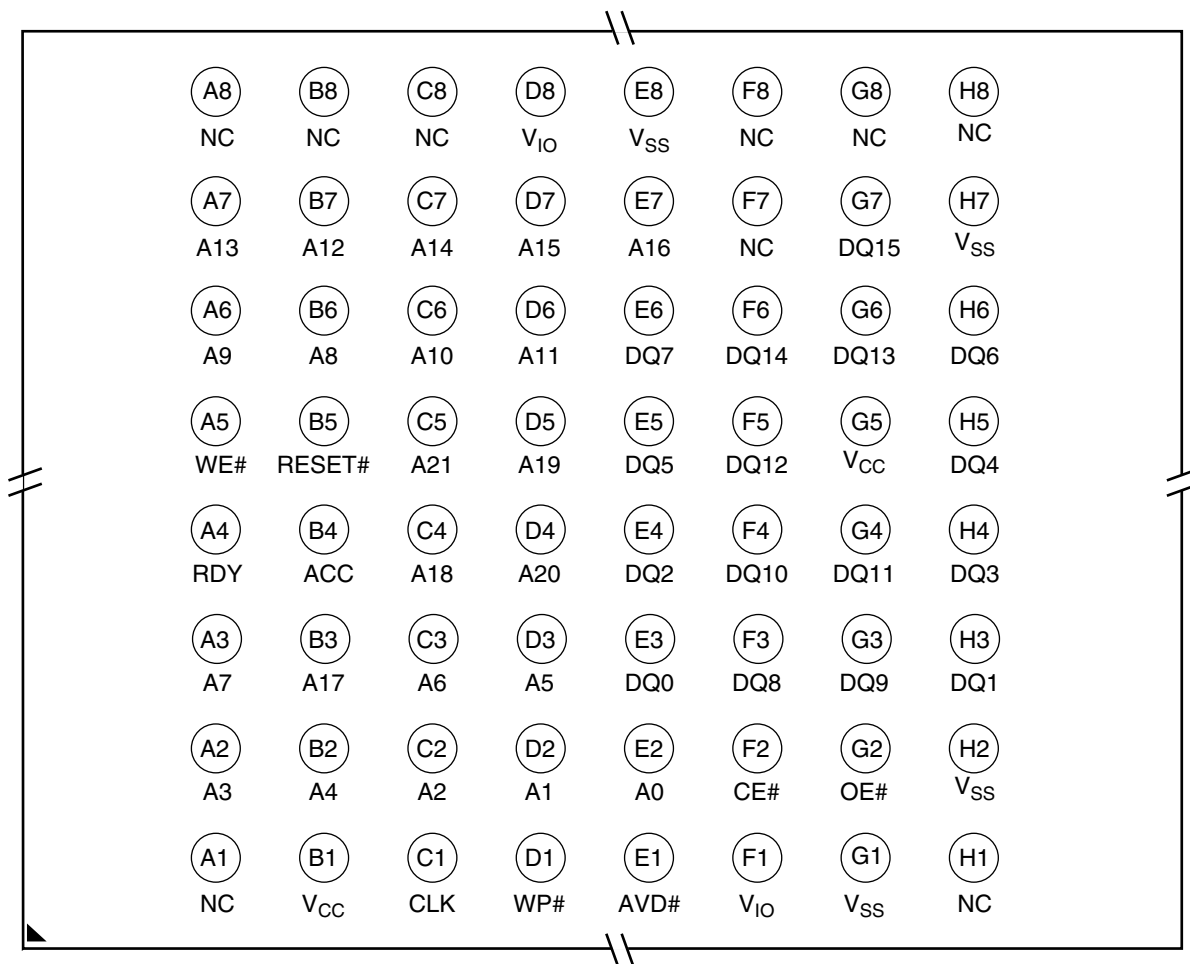 A8 B8 C8 D8 E8 F8 G8 H8
NC NC NC VIO VSS NC NC NC
A7 B7 C7 D7 E7 F7 G7 H7
A13 A12 A14 A15 A16 NC DQ15 VSS
A6 B6 C6 D6 E6 F6 G6 H6
A9 A8 A10 A11 DQ7 DQ14 DQ13 DQ6
A5 B5 C5 D5 E5 F5 G5 H5
WE# RESET# A21 A19 DQ5 DQ12 VCC DQ4
A4 B4 C4 D4 E4 F4 G4 H4
RDY ACC A18 A20 DQ2 DQ10 DQ11 DQ3
A3 B3 C3 D3 E3 F3 G3 H3
A7 A17 A6 A5 DQ0 DQ8 DQ9 DQ1
A2 B2 C2 D2 E2 F2 G2 H2
A3 A4 A2 A1 A0 CE# OE# VSS
A1 B1 C1 D1 E1 F1 G1 H1
NC VCC CLK WP# AVD# VIO VSS NC